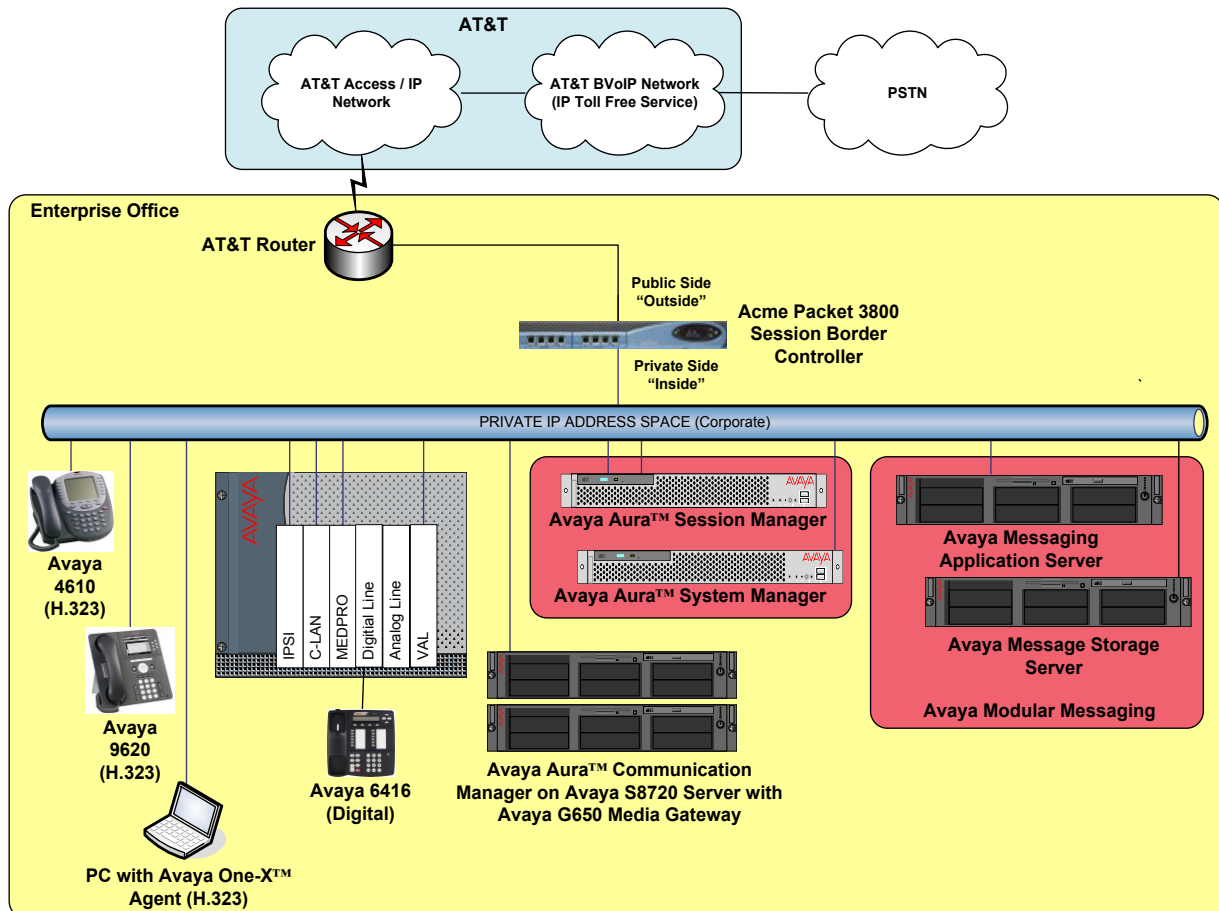 AT&T
AT&T Access / IP
Network
AT&T BVoIP Network
(IP Toll Free Service)
PSTN
Enterprise Office
AT&T Router
Public Side
“Outside”
Acme Packet 3800
Session Border
Controller
Private Side
“Inside”
PRIVATE IP ADDRESS SPACE (Corporate)
Avaya
4610
(H.323)
Avaya
9620
(H.323)
PC with Avaya One-X™
Agent (H.323)
AVAYA
IPSI
C-LAN
MEDPRO
Digitial Line
Analog Line
VAL
Avaya 6416
(Digital)
AVAYA
Avaya Aura™ Session Manager
AVAYA
Avaya Aura™ System Manager
Avaya Aura™ Communication
Manager on Avaya S8720 Server with
Avaya G650 Media Gateway
Avaya Messaging
Application Server
Avaya Message Storage
Server
Avaya Modular Messaging